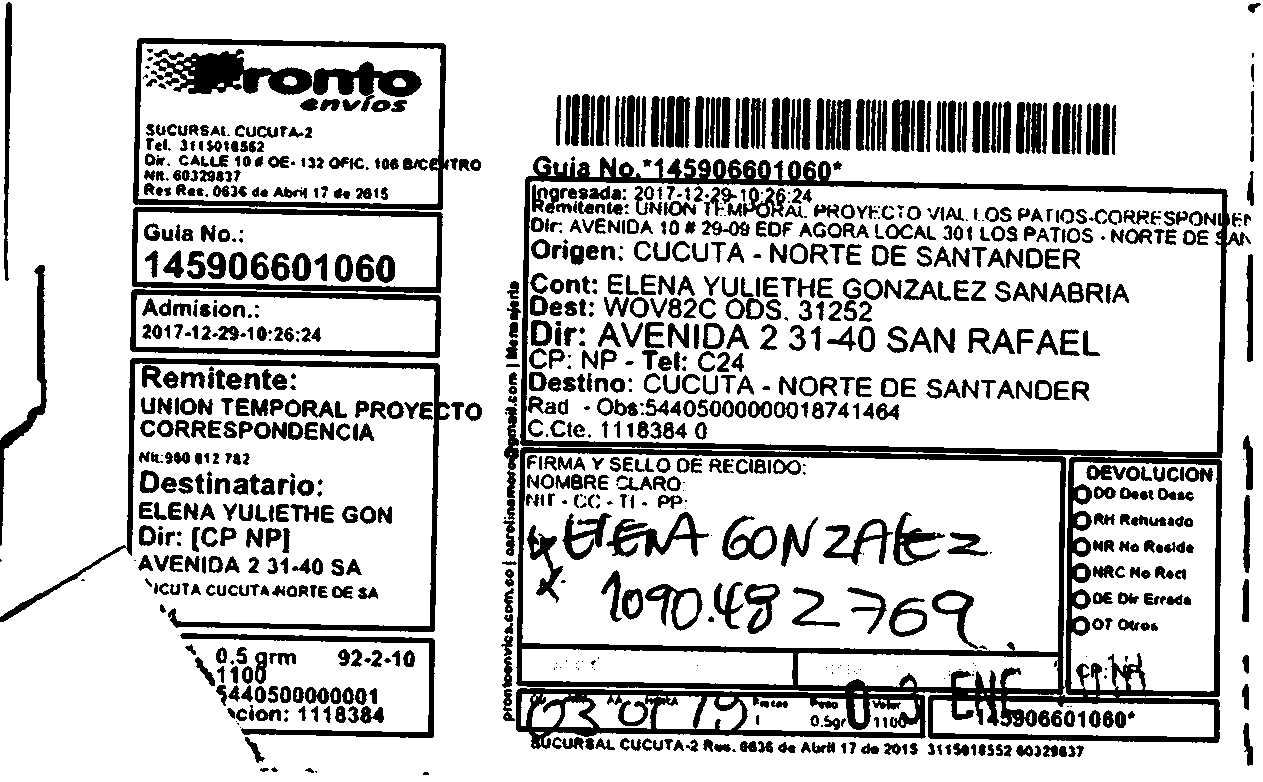 Pronto
envíos
SUCURSAL CUCUTA-2
Tel. 3115018552
Dir. CALLE 10 # OE- 132 OFIC. 106 B/CENTRO
Nit. 60329837
Res Res. 0636 de Abril 17 de 2015
Guia No.:
145906601060
Admision.:
2017-12-29-10:26:24
Remitente:
UNION TEMPORAL PROYECTO
CORRESPONDENCIA
Nit:900 812 782
Destinatario:
ELENA YULIETHE GON
Dir: [CP NP]
AVENIDA 2 31-40 SA
CUCUTA-NORTE DE SA
0.5 grm 92-2-10
1100
5440500000001
1118384
Guia No.*145906601060*
Ingresada: 2017-12-29-10:26:24
Remitente: UNION TEMPORAL PROYECTO VIAL LOS PATIOS-CORRESPONDEN
Dir: AVENIDA 10 # 29-09 EDF AGORA LOCAL 301 LOS PATIOS - NORTE DE SAN
Origen: CUCUTA - NORTE DE SANTANDER
Cont: ELENA YULIETHE GONZALEZ SANABRIA
Dest: WOV82C ODS. 31252
Dir: AVENIDA 2 31-40 SAN RAFAEL
CP: NP - Tel: C24
Destino: CUCUTA - NORTE DE SANTANDER
Rad - Obs:54405000000018741464
C.Cte. 1118384 0
FIRMA Y SELLO DE RECIBIDO:
NOMBRE CLARO:
NIT - CC - TI - PP:
ELENA GONZALEZ
1090.482769
DEVOLUCION
DD Dest Desc
RH Rehusado
NR No Reside
NRC No Recl
DE Dir Errada
OT Otros
CP: NP
03 01 19
1
Peso
0.5gr
Valor
1100
03 ENE
*145906601060*
SUCURSAL CUCUTA-2 Res. 0636 de Abril 17 de 2015 3115018552 60329837
prontoenvios.com.co | carolinamora@gmail.com | Mensajeria